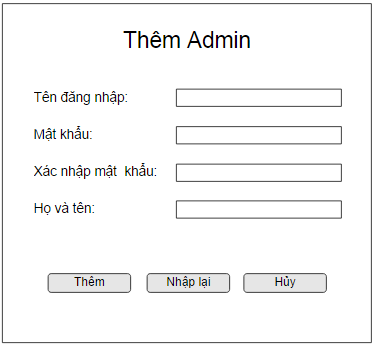 Thêm Admin
Tên đăng nhập:
Mật khẩu:
Xác nhập mật khẩu:
Họ và tên:
Thêm Nhập lại Hủy